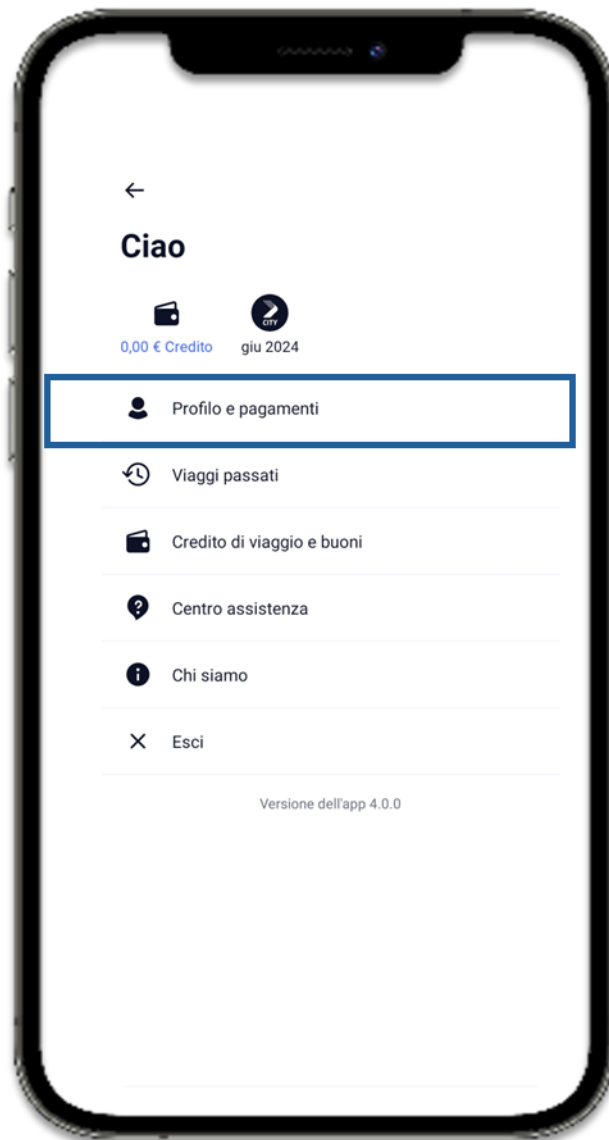 Ciao
CITY
0,00 € Credito
giu 2024
Profilo e pagamenti
Viaggi passati
Credito di viaggio e buoni
Centro assistenza
Chi siamo
Esci
Versione dell'app 4.0.0